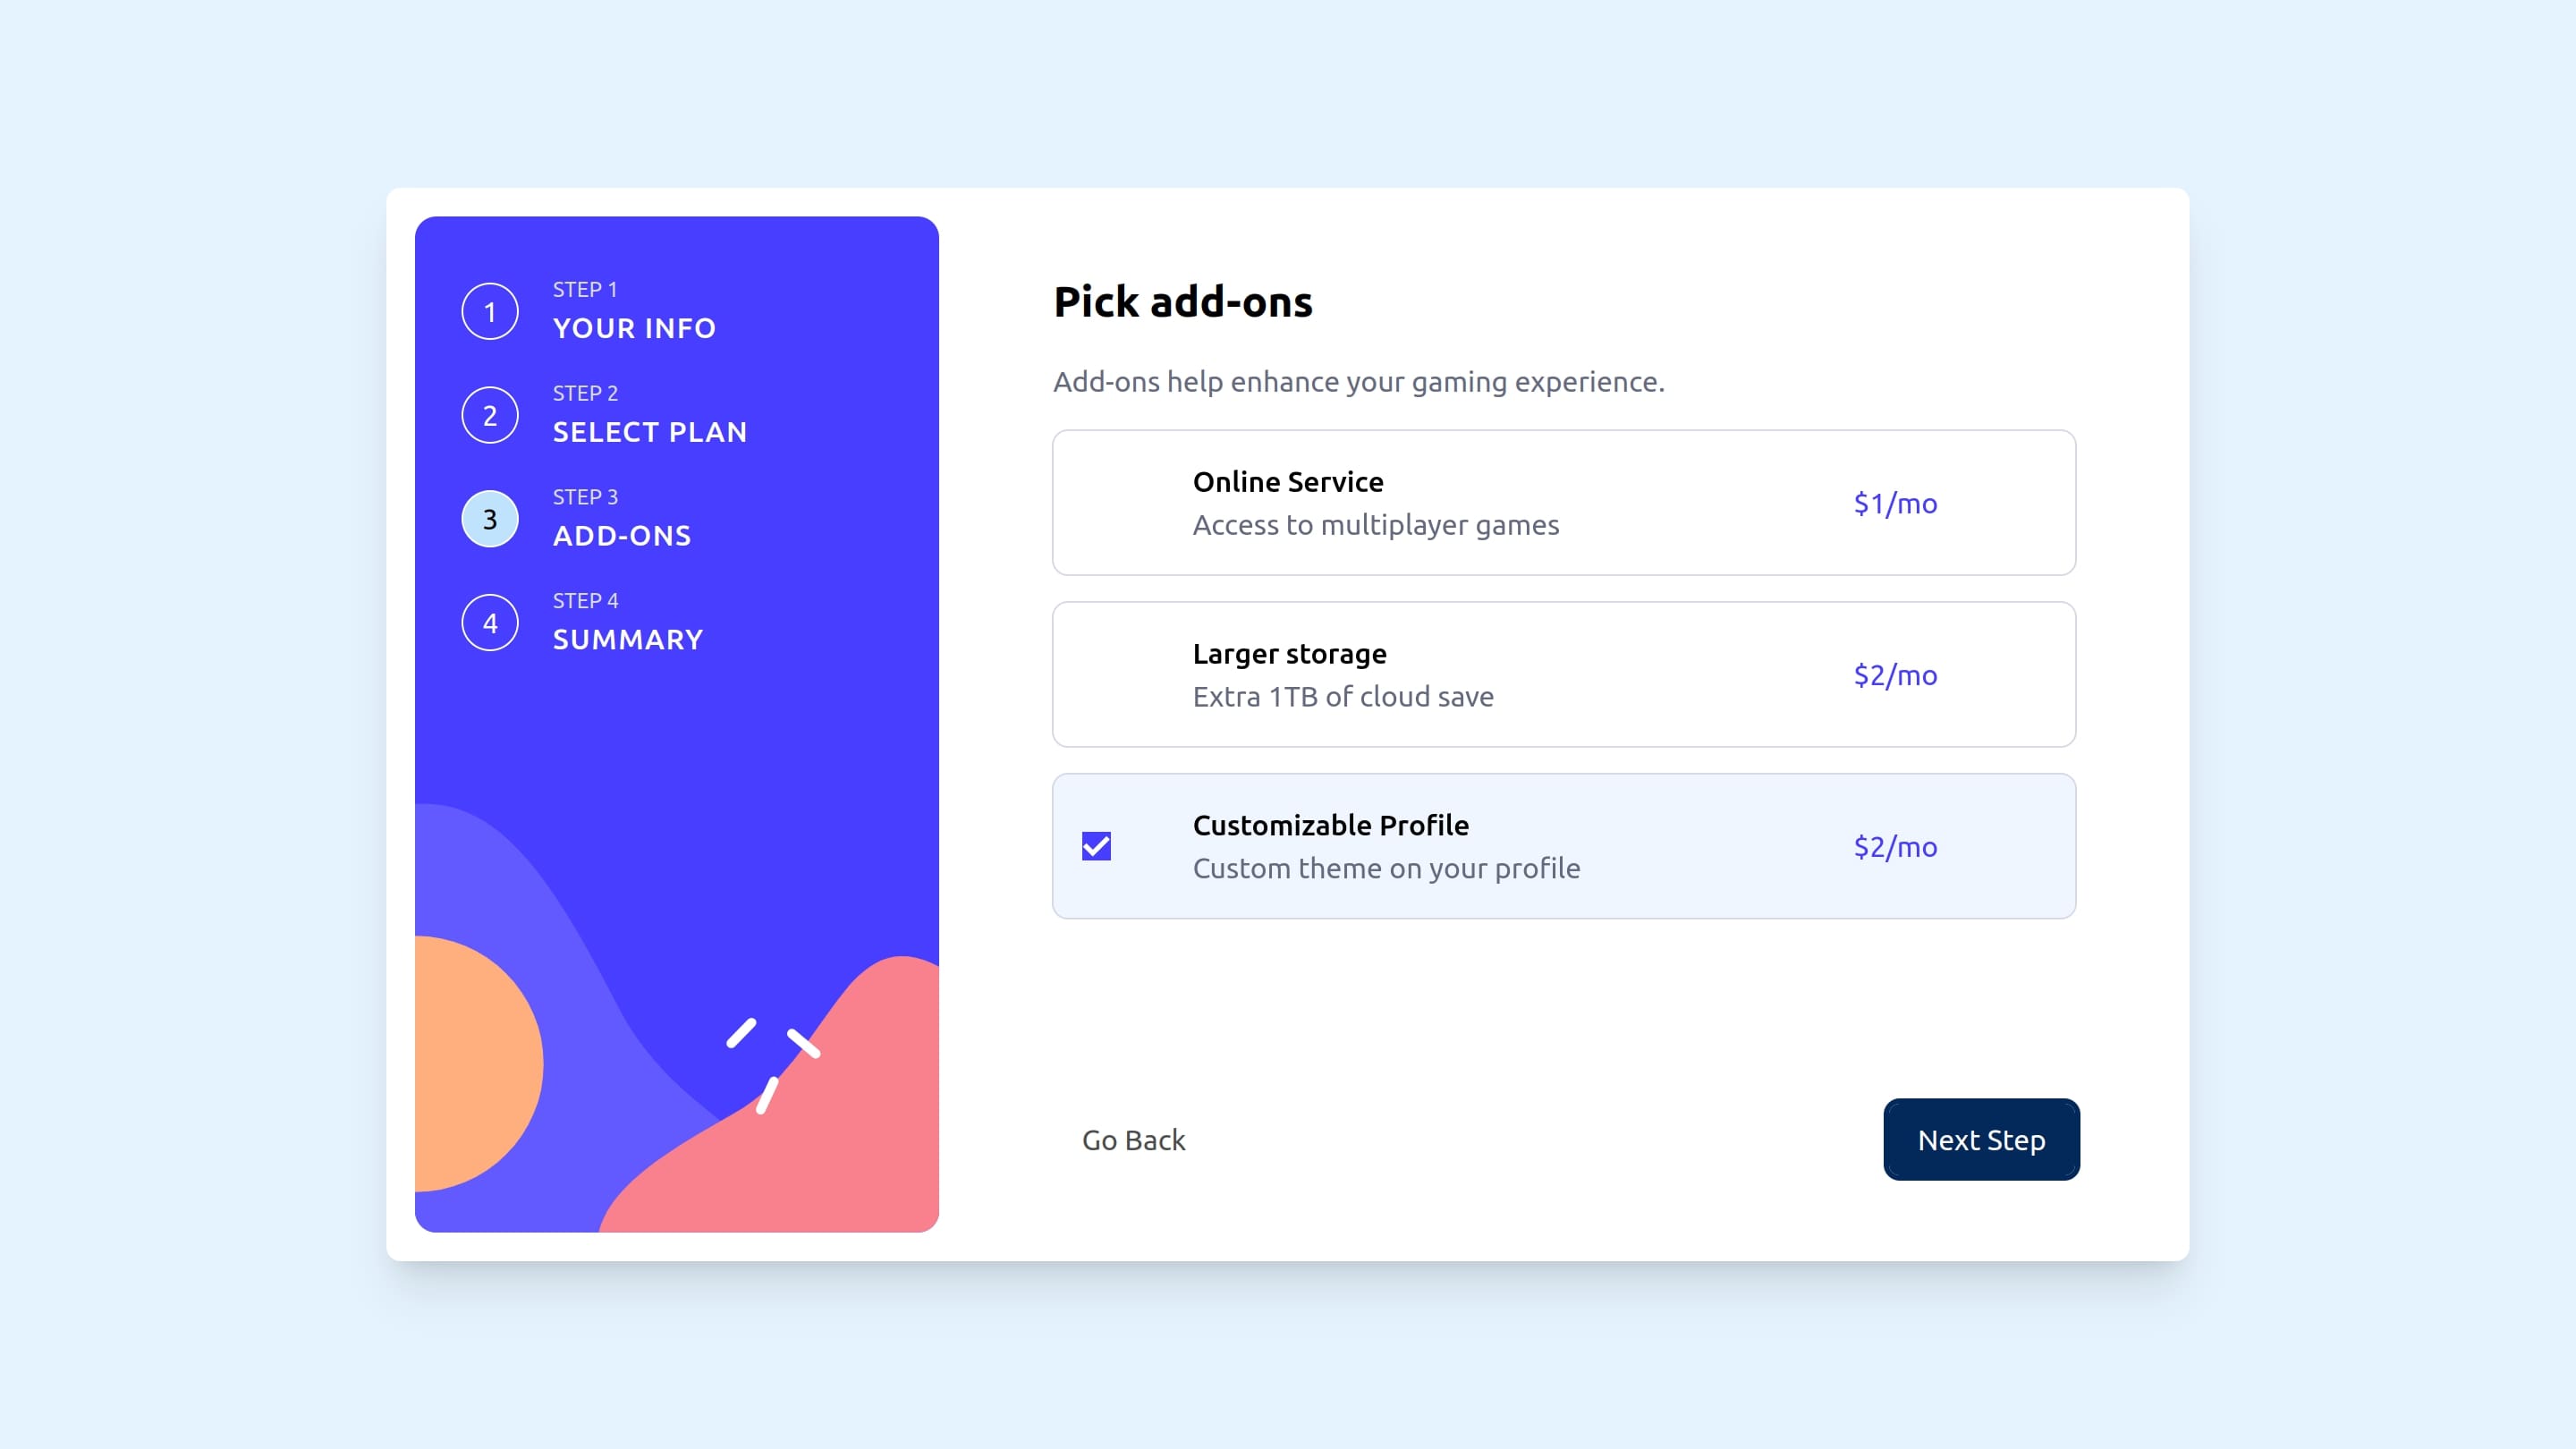 1
STEP 1
YOUR INFO
2
STEP 2
SELECT PLAN
3
STEP 3
ADD-ONS
4
STEP 4
SUMMARY
Pick add-ons
Add-ons help enhance your gaming experience.
Online Service
Access to multiplayer games
$1/mo
Larger storage
Extra 1TB of cloud save
$2/mo
Customizable Profile
Custom theme on your profile
$2/mo
Go Back
Next Step